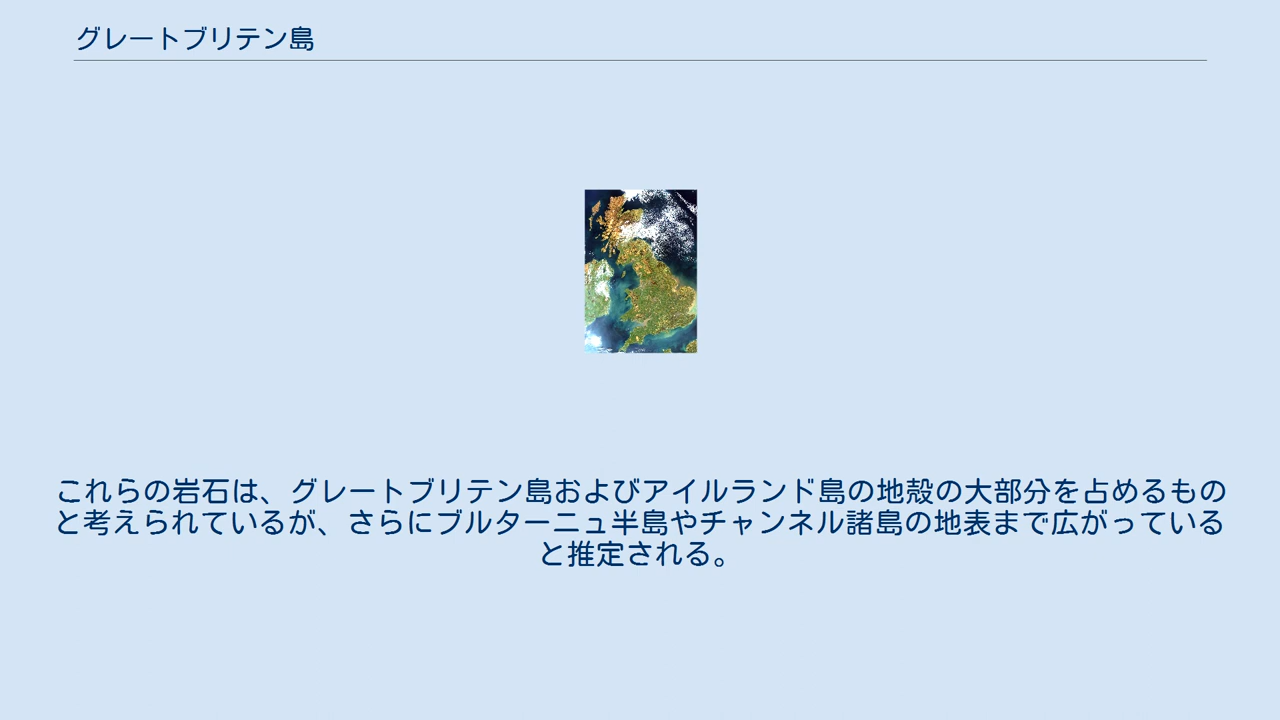 グレートブリテン島
これらの岩石は、グレートブリテン島およびアイルランド島の地殻の大部分を占めるもの
と考えられているが、さらにブルターニュ半島やチャンネル諸島の地表まで広がっている
と推定される。